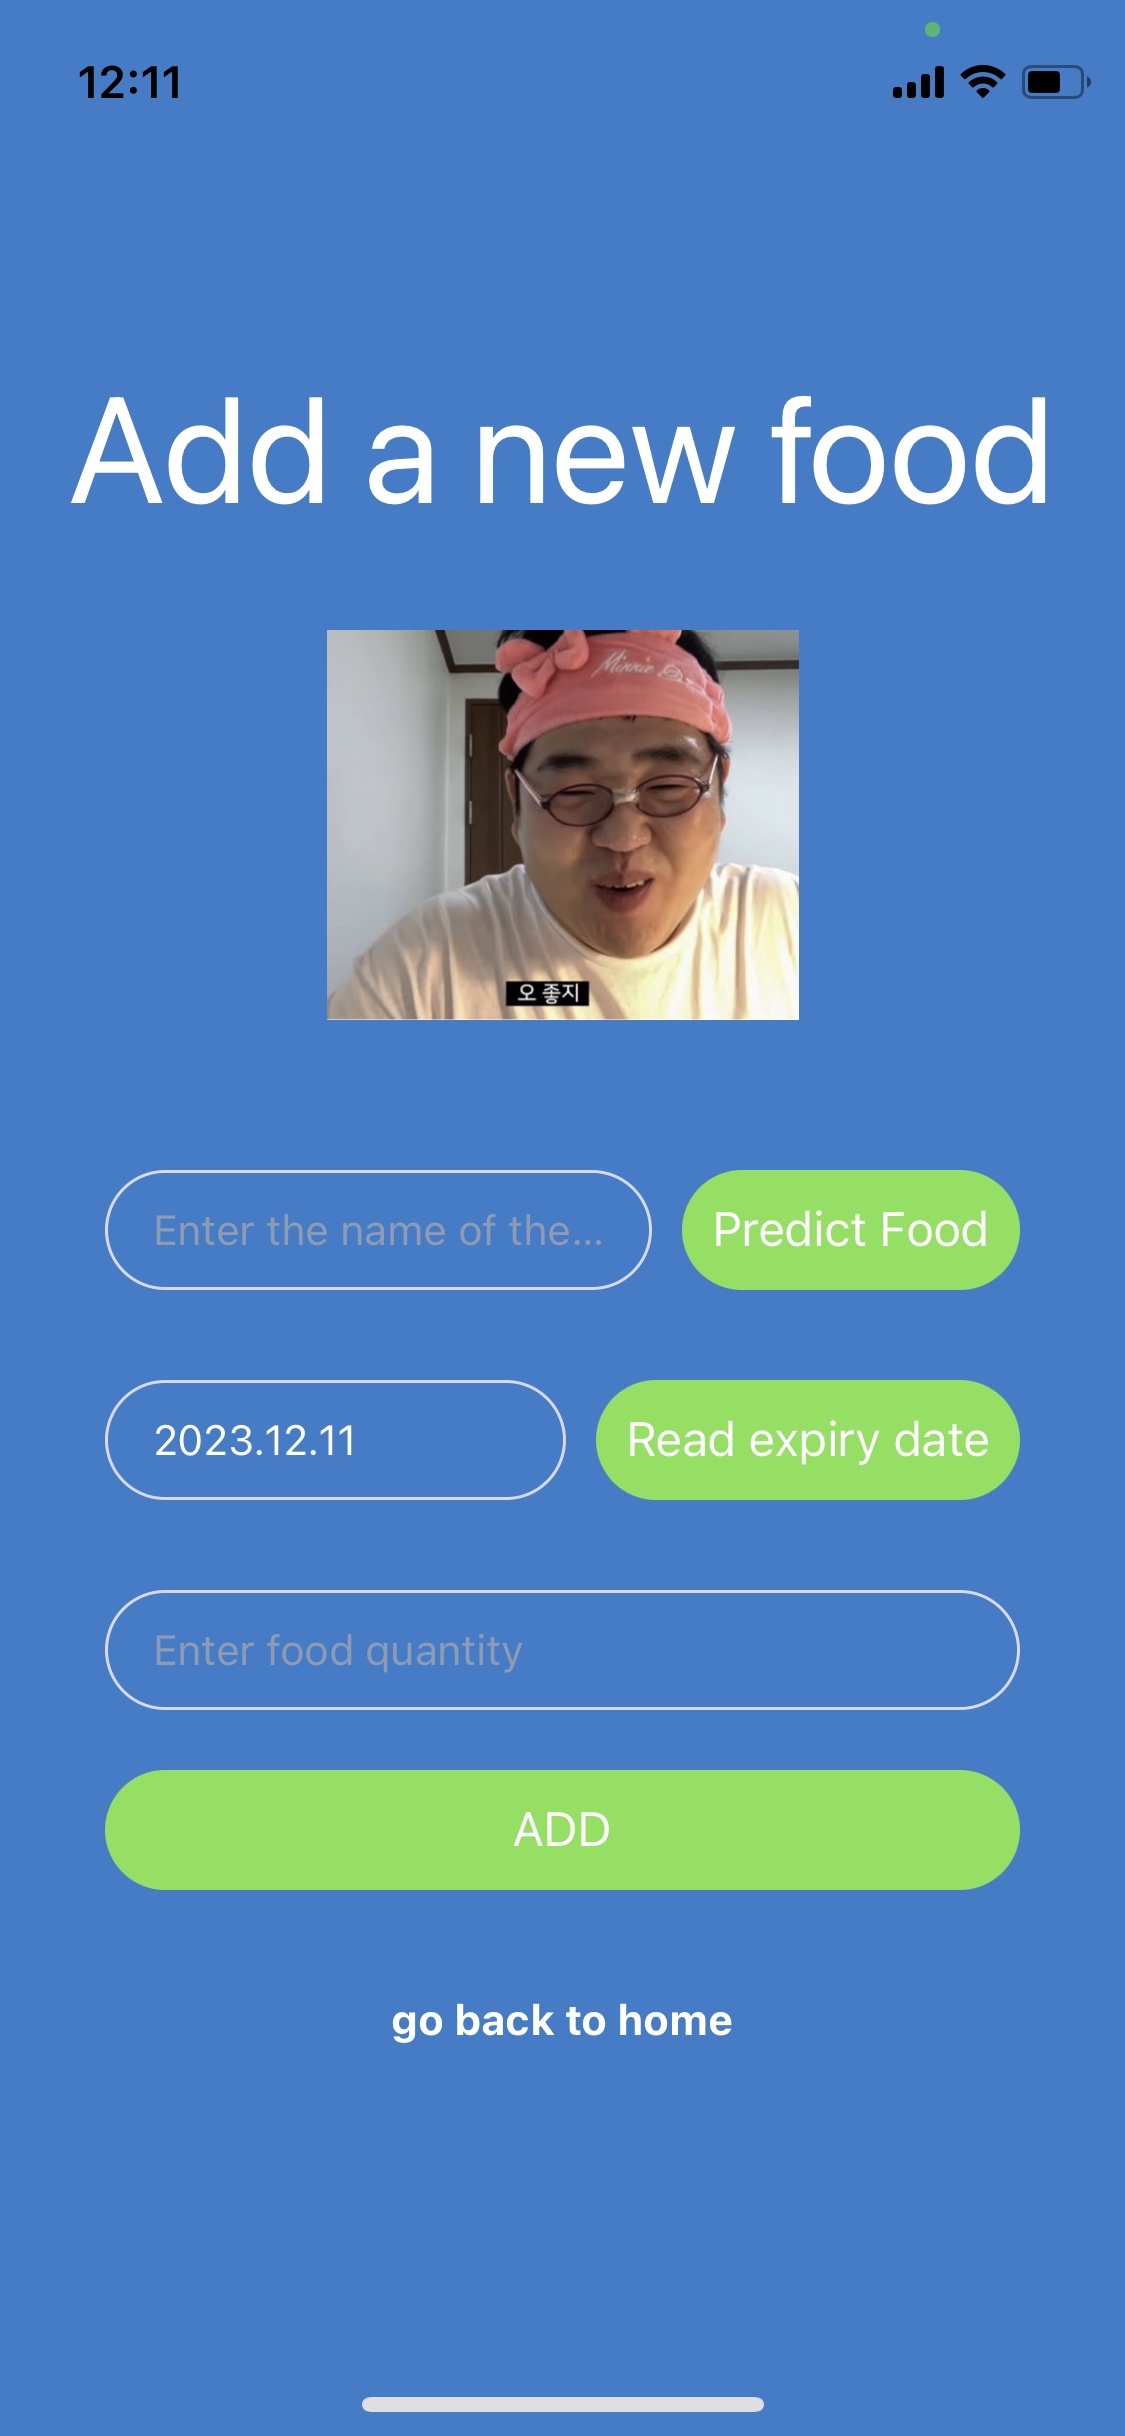 12:11
Add a new food
Minnie
오 좋지
Enter the name of the...
Predict Food
2023.12.11
Read expiry date
Enter food quantity
ADD
go back to home